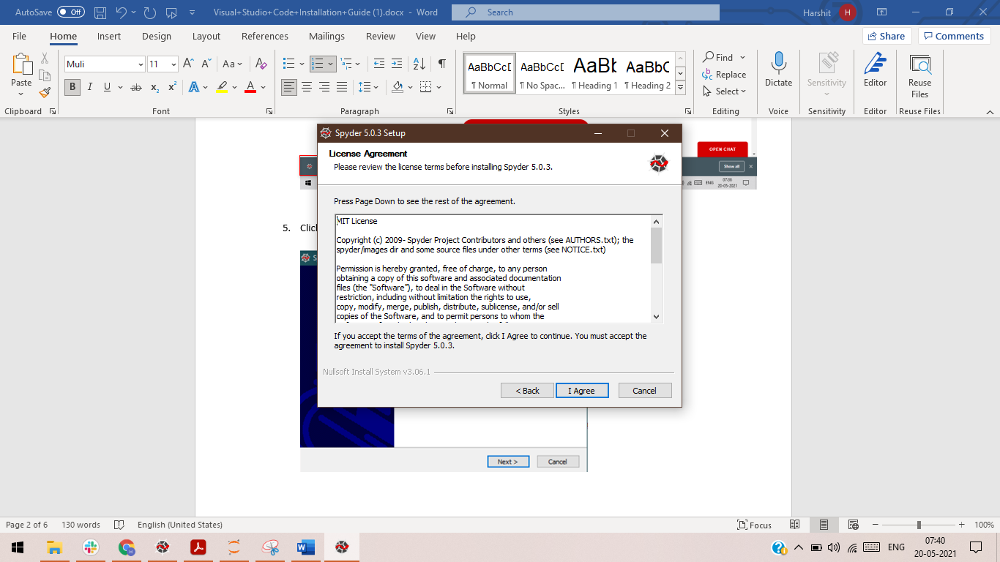 AutoSave Off Visual+Studio+Code+Installation+Guide (1).docx - Word Search Harshit H
File Home Insert Design Layout References Mailings Review View Help Share Comments
Paste Muli 11 AaBbCcD AaBbCcD AaBb AaBbC Find Dictate Sensitivity Editor Reuse Files
¶ Normal ¶ No Spac... ¶ Heading 1 ¶ Heading 2 Replace
Select
Clipboard Font Paragraph Styles Editing Voice Sensitivity Editor Reuse Files
OPEN CHAT
Show all
ENG 07:38
20-05-2021
Spyder 5.0.3 Setup
License Agreement
Please review the license terms before installing Spyder 5.0.3.
Press Page Down to see the rest of the agreement.
MIT License
Copyright (c) 2009- Spyder Project Contributors and others (see AUTHORS.txt); the
spyder/images dir and some source files under other terms (see NOTICE.txt)
Permission is hereby granted, free of charge, to any person
obtaining a copy of this software and associated documentation
files (the "Software"), to deal in the Software without
restriction, including without limitation the rights to use,
copy, modify, merge, publish, distribute, sublicense, and/or sell
copies of the Software, and to permit persons to whom the
If you accept the terms of the agreement, click I Agree to continue. You must accept the
agreement to install Spyder 5.0.3.
Nullsoft Install System v3.06.1
< Back I Agree Cancel
5. Clic
S
Next > Cancel
Page 2 of 6 130 words English (United States) Focus 100%
ENG 07:40
20-05-2021